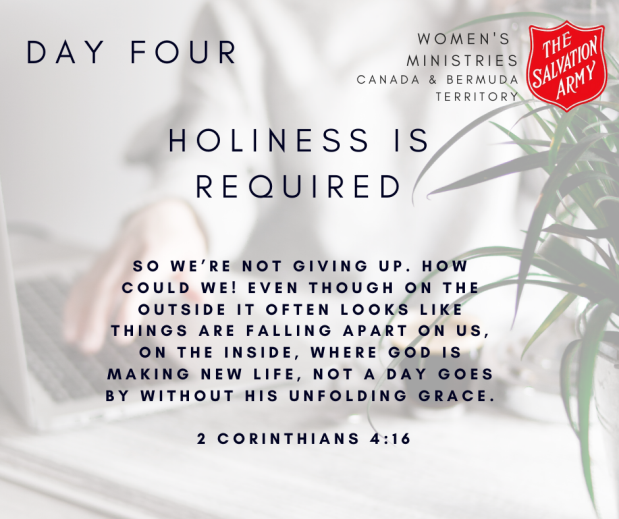 DAY FOUR
WOMEN'S
MINISTRIES
CANADA & BERMUDA
TERRITORY
THE
SALVATION
ARMY
HOLINESS IS
REQUIRED
SO WE'RE NOT GIVING UP. HOW
COULD WE! EVEN THOUGH ON THE
OUTSIDE IT OFTEN LOOKS LIKE
THINGS ARE FALLING APART ON US,
ON THE INSIDE, WHERE GOD IS
MAKING NEW LIFE, NOT A DAY GOES
BY WITHOUT HIS UNFOLDING GRACE.
2 CORINTHIANS 4:16